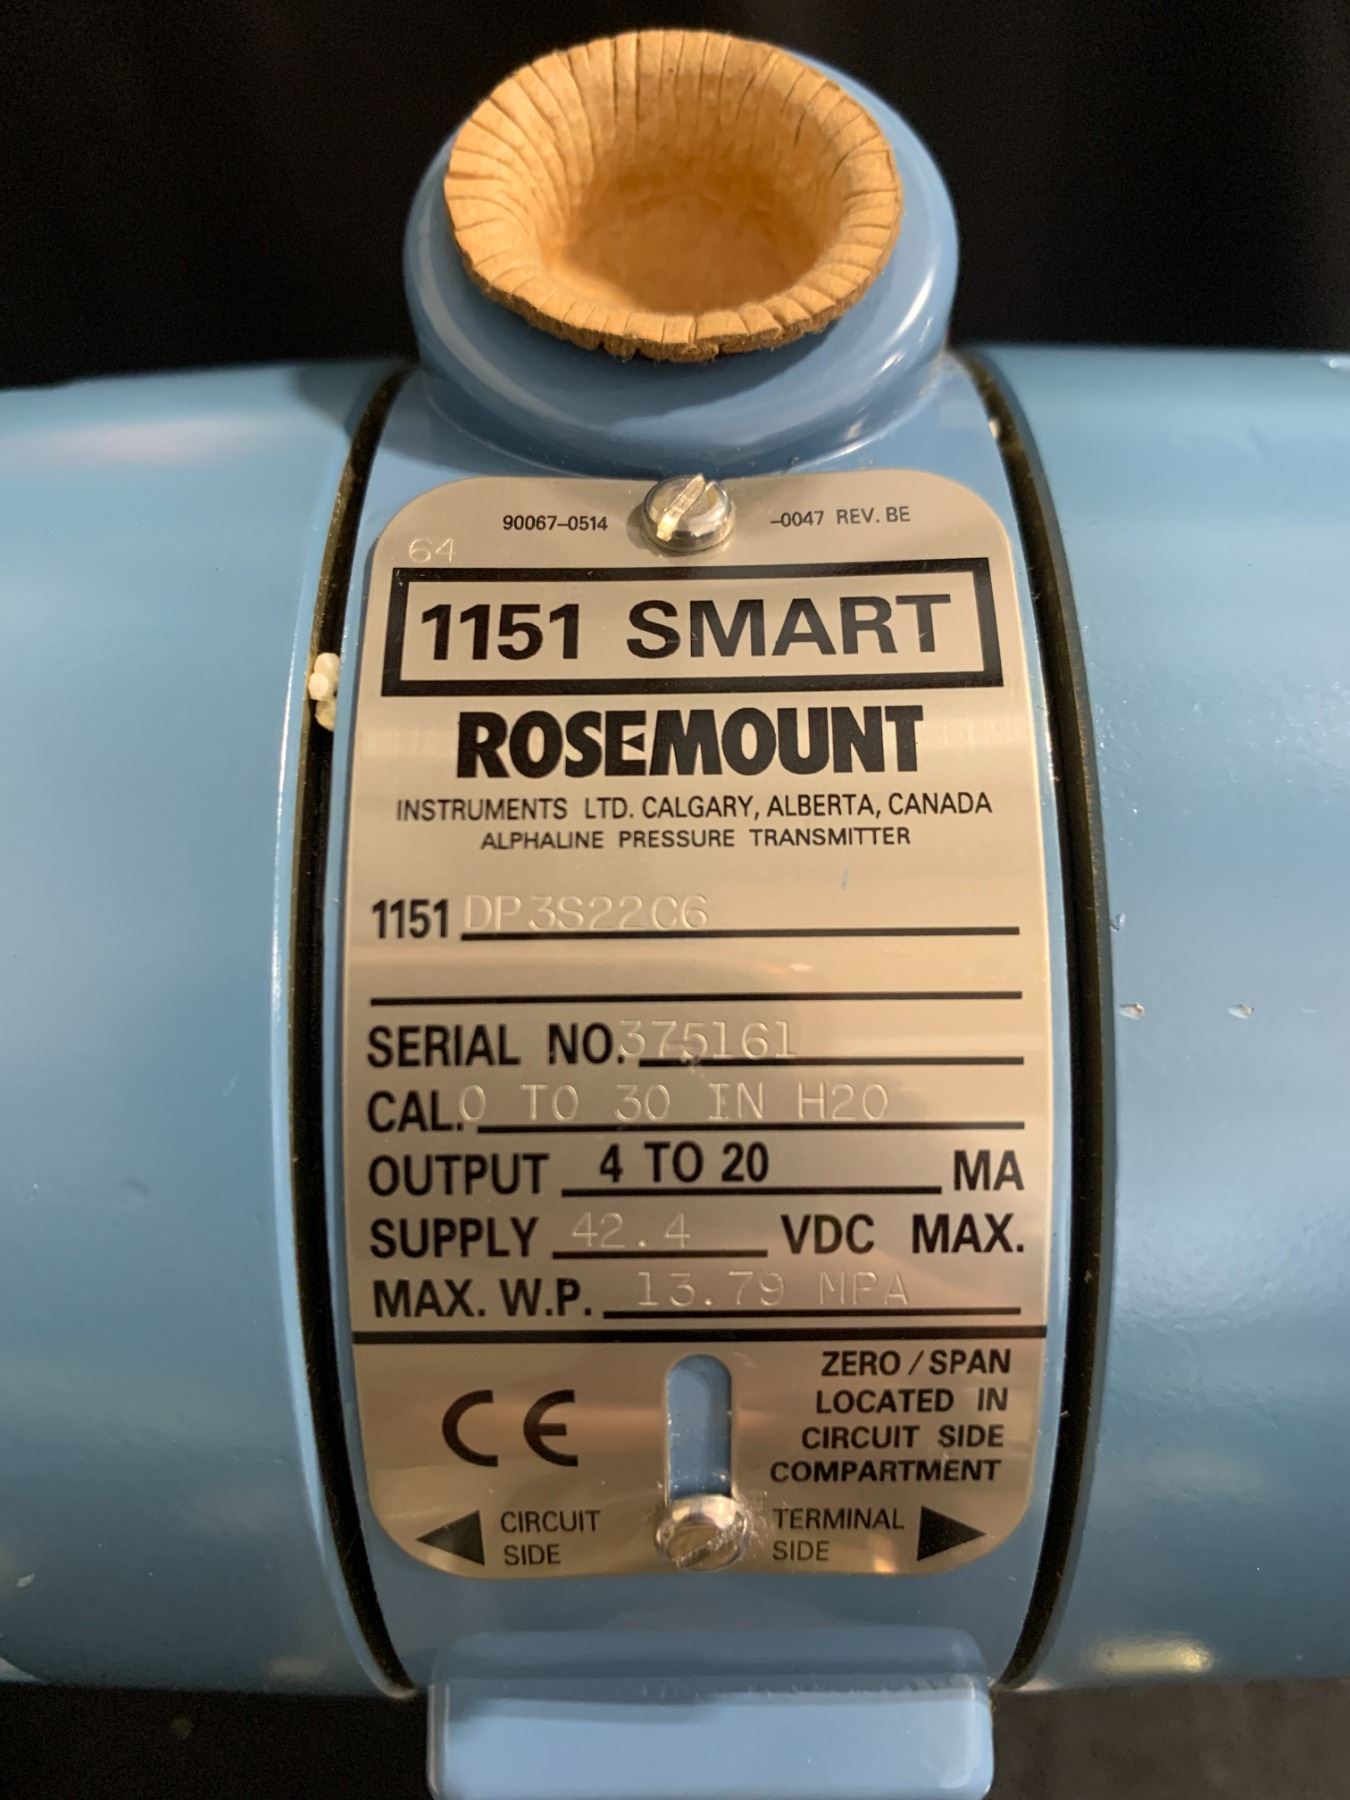 90067-0514 -0047 REV. BE
64
1151 SMART
ROSEMOUNT
INSTRUMENTS LTD. CALGARY, ALBERTA, CANADA
ALPHALINE PRESSURE TRANSMITTER
1151 DP3S22C6
SERIAL NO. 375161
CAL. 0 TO 30 IN H2O
OUTPUT 4 TO 20 MA
SUPPLY 42.4 VDC MAX.
MAX. W.P. 13.79 MPA
CE
ZERO / SPAN
LOCATED IN
CIRCUIT SIDE
COMPARTMENT
CIRCUIT
SIDE
TERMINAL
SIDE